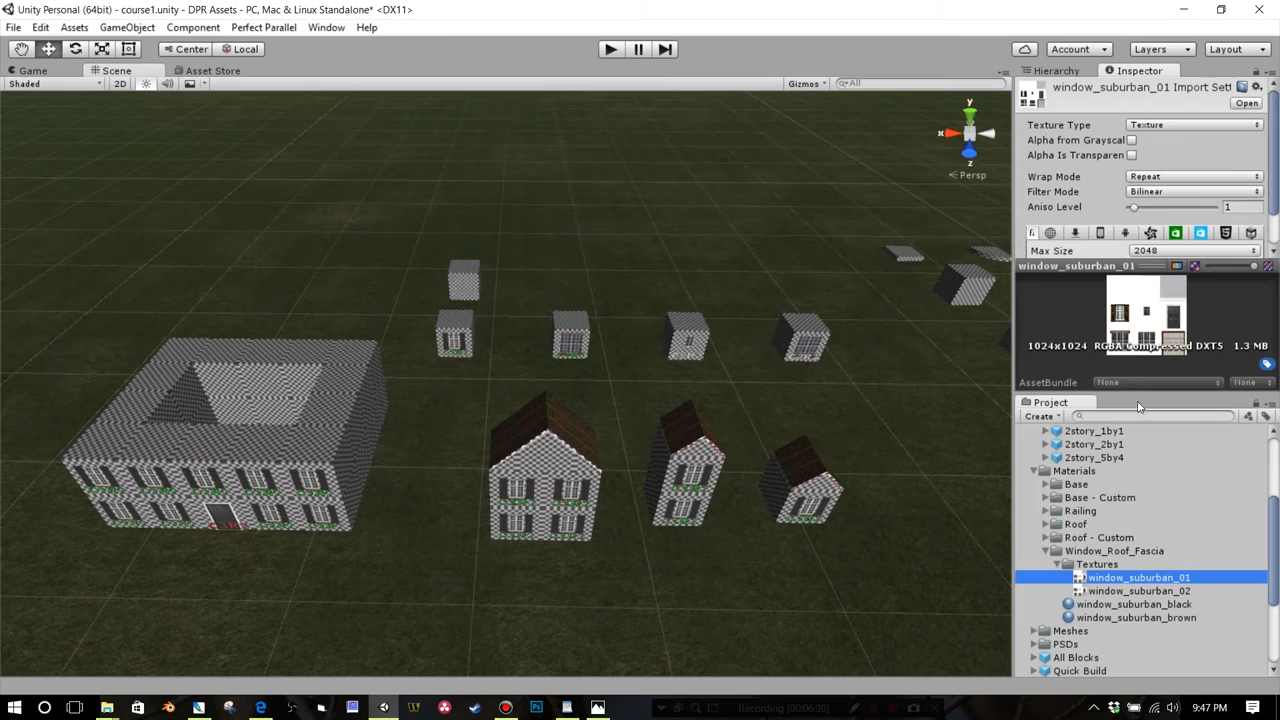 Unity Personal (64bit) - course1.unity - DPR Assets - PC, Mac & Linux Standalone* <DX11>
File Edit Assets GameObject Component Perfect Parallel Window Help
Center Local Account Layers Layout
Game Scene Asset Store Hierarchy Inspector
Shaded 2D Gizmos All
window_suburban_01 Import Set
Open
Texture Type Texture
Alpha from Grayscal
Alpha Is Transparen
Wrap Mode Repeat
Filter Mode Bilinear
Aniso Level 1
Max Size 2048
y
x
z
Persp
window_suburban_01
1024x1024 RGBA Compressed DXT5 1.3 MB
AssetBundle None None
Project
Create
2story_1by1
2story_2by1
2story_5by4
Materials
Base
Base - Custom
Railing
Roof
Roof - Custom
Window_Roof_Fascia
Textures
window_suburban_01
window_suburban_02
window_suburban_black
window_suburban_brown
Meshes
PSDs
All Blocks
Quick Build
Recording [00:06:30]
9:47 PM